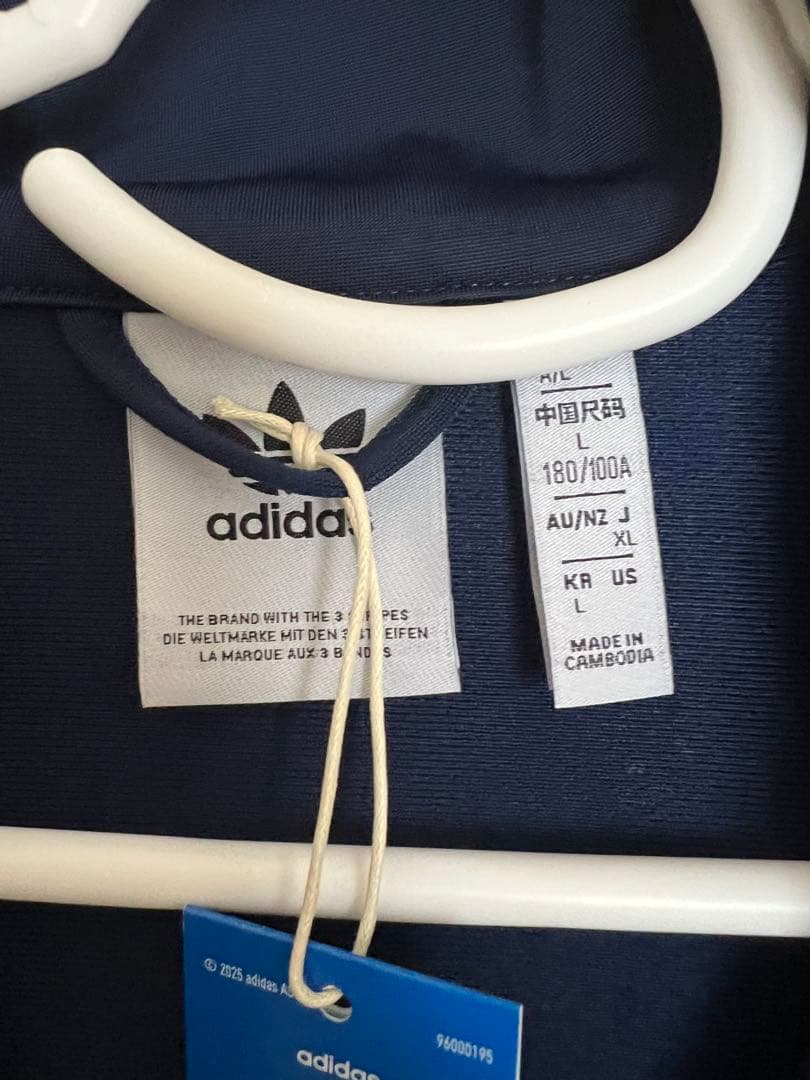 adidas
THE BRAND WITH THE 3
DIE WELTMARKE MIT DEN
LA MARQUE AUX 3
A/L
中国尺码
L
180/100A
AU/NZ J
XL
KR US
L
MADE IN
CAMBODIA
© 2025 adidas
96000195
adidas